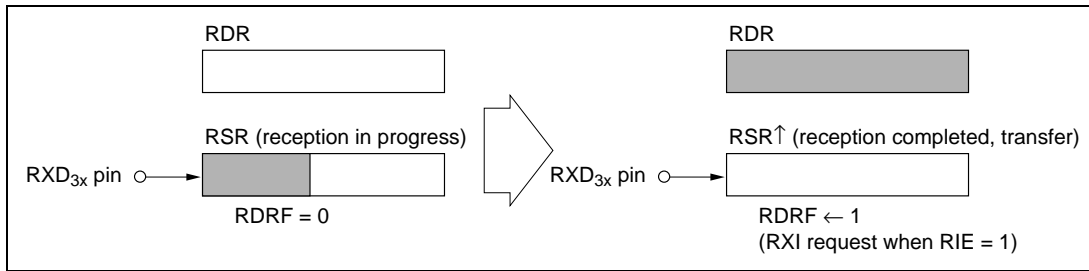 RDR
RSR (reception in progress)
RXD3x pin
RDRF = 0
RDR
RSR↑ (reception completed, transfer)
RXD3x pin
RDRF ← 1
(RXI request when RIE = 1)